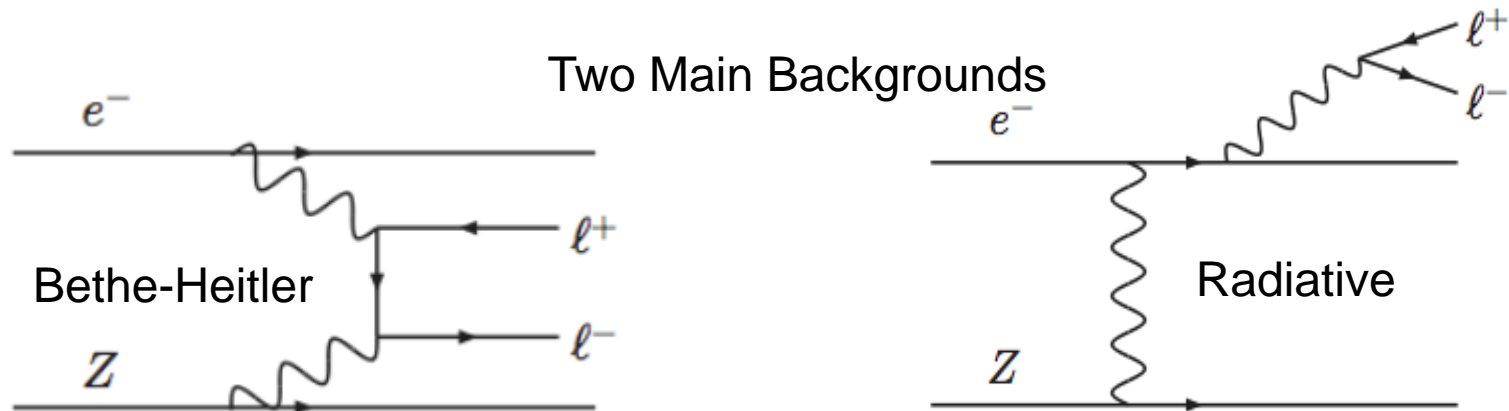 Two Main Backgrounds
e⁻
ℓ⁺
Bethe-Heitler
ℓ⁻
Z
ℓ⁺
ℓ⁻
e⁻
Radiative
Z